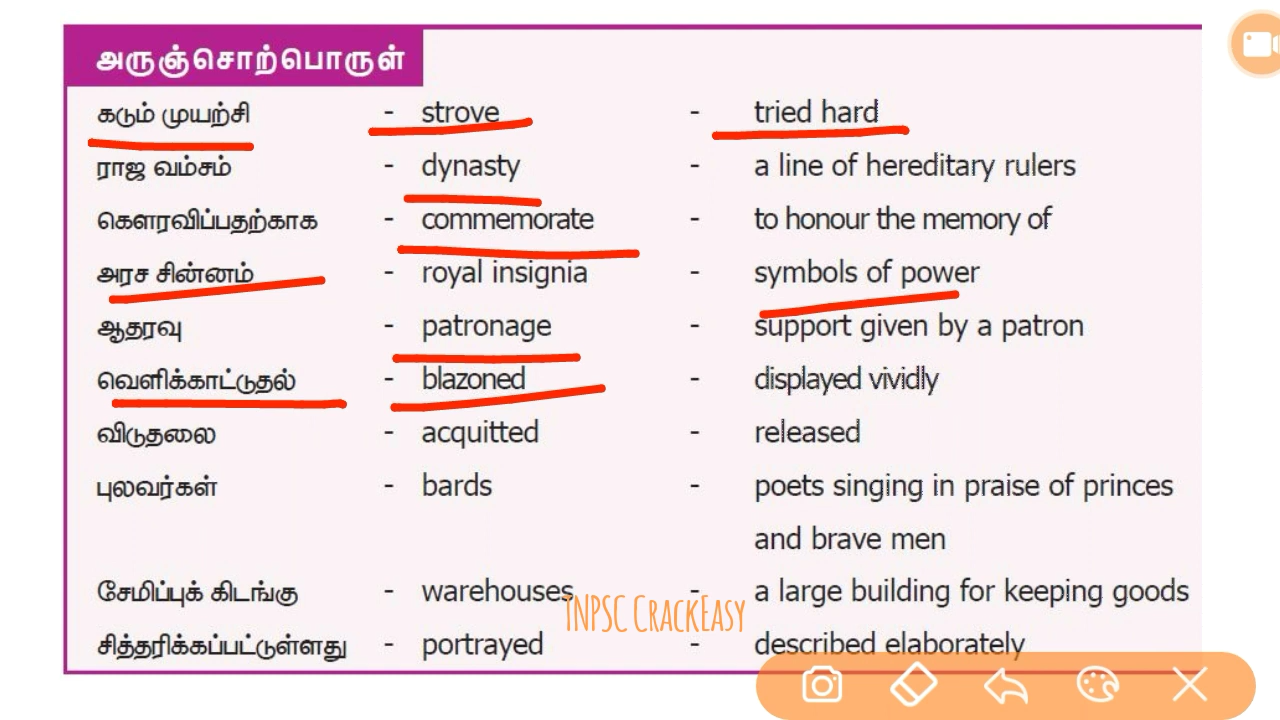 அருஞ்சொற்பொருள்
கடும் முயற்சி - strove - tried hard
ராஜ வம்சம் - dynasty - a line of hereditary rulers
கௌரவிப்பதற்காக - commemorate - to honour the memory of
அரச சின்னம் - royal insignia - symbols of power
ஆதரவு - patronage - support given by a patron
வெளிக்காட்டுதல் - blazoned - displayed vividly
விடுதலை - acquitted - released
புலவர்கள் - bards - poets singing in praise of princes
and brave men
சேமிப்புக் கிடங்கு - warehouses - a large building for keeping goods
TNPSC CrackEasy
சித்தரிக்கப்பட்டுள்ளது - portrayed - described elaborately